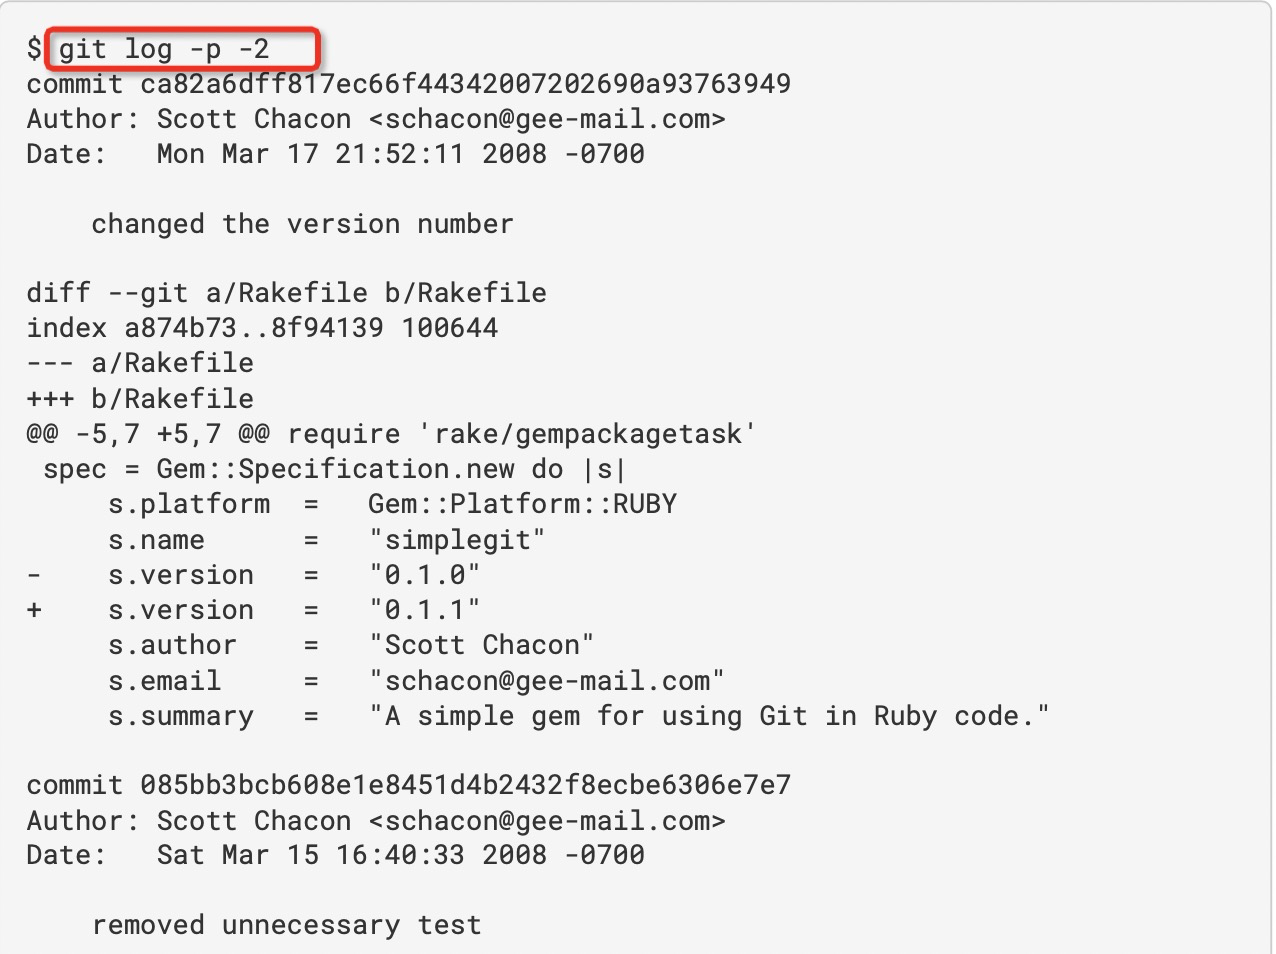 $ git log -p -2
commit ca82a6dff817ec66f44342007202690a93763949
Author: Scott Chacon <schacon@gee-mail.com>
Date:   Mon Mar 17 21:52:11 2008 -0700

    changed the version number

diff --git a/Rakefile b/Rakefile
index a874b73..8f94139 100644
--- a/Rakefile
+++ b/Rakefile
@@ -5,7 +5,7 @@ require 'rake/gempackagetask'
 spec = Gem::Specification.new do |s|
     s.platform  =   Gem::Platform::RUBY
     s.name      =   "simplegit"
-    s.version   =   "0.1.0"
+    s.version   =   "0.1.1"
     s.author    =   "Scott Chacon"
     s.email     =   "schacon@gee-mail.com"
     s.summary   =   "A simple gem for using Git in Ruby code."

commit 085bb3bcb608e1e8451d4b2432f8ecbe6306e7e7
Author: Scott Chacon <schacon@gee-mail.com>
Date:   Sat Mar 15 16:40:33 2008 -0700

    removed unnecessary test